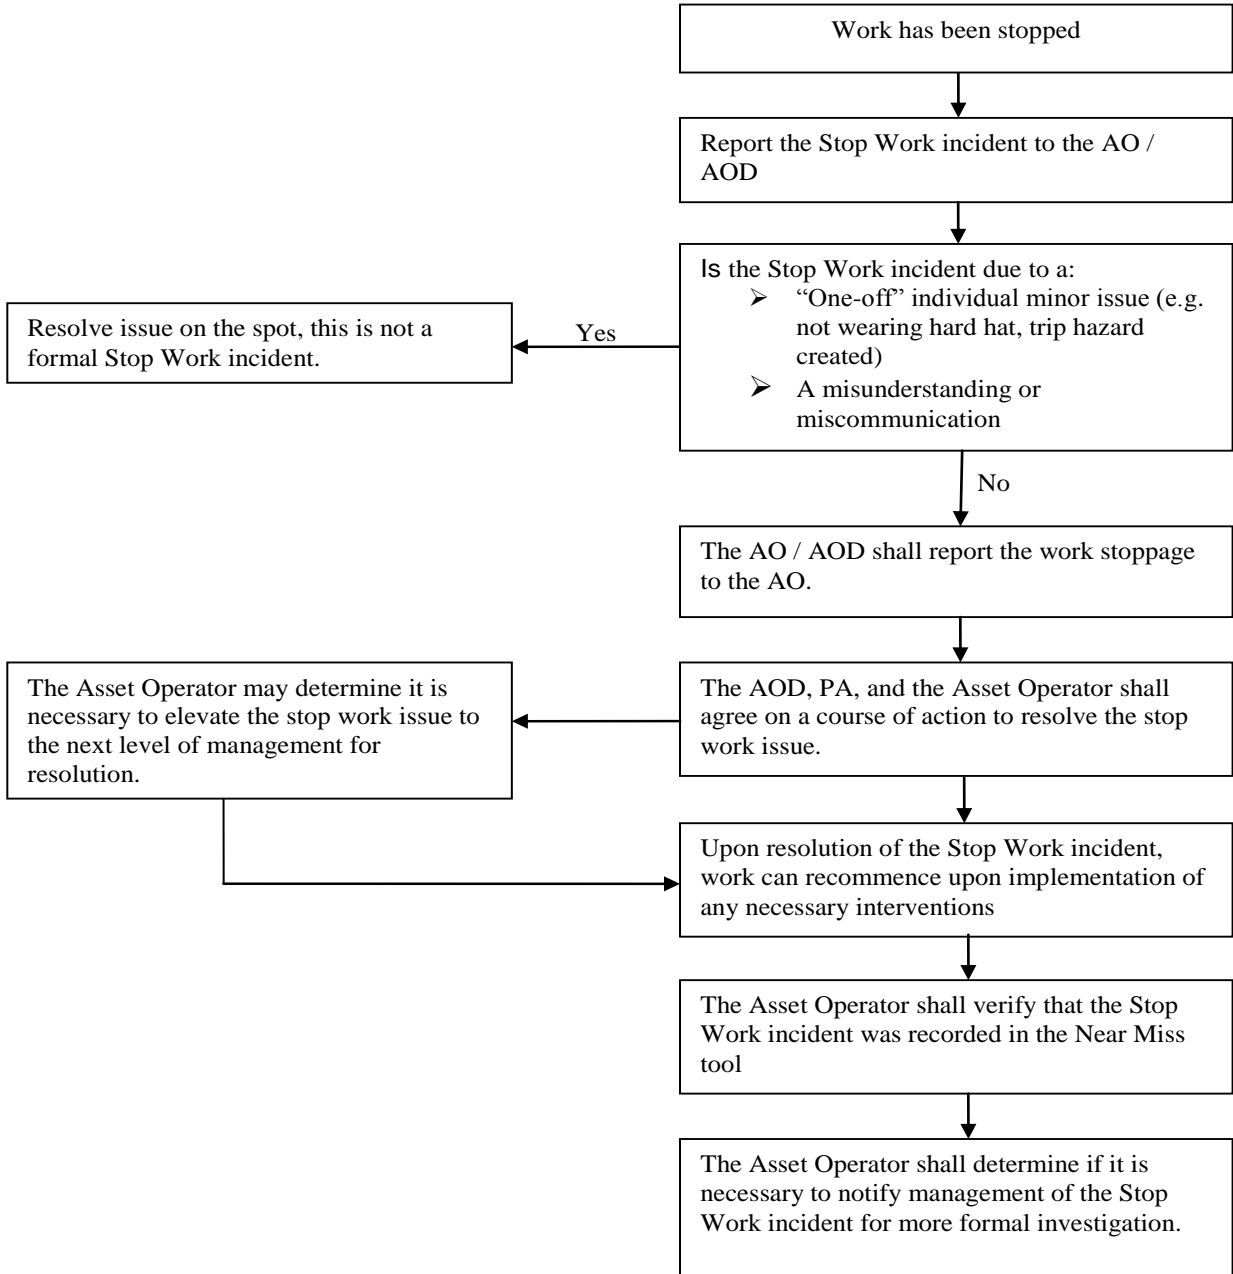 Work has been stopped
Report the Stop Work incident to the AO /
AOD
Is the Stop Work incident due to a:
➢ “One-off” individual minor issue (e.g.
not wearing hard hat, trip hazard
created)
➢ A misunderstanding or
miscommunication
Yes
Resolve issue on the spot, this is not a
formal Stop Work incident.
No
The AO / AOD shall report the work stoppage
to the AO.
The AOD, PA, and the Asset Operator shall
agree on a course of action to resolve the stop
work issue.
The Asset Operator may determine it is
necessary to elevate the stop work issue to
the next level of management for
resolution.
Upon resolution of the Stop Work incident,
work can recommence upon implementation of
any necessary interventions
The Asset Operator shall verify that the Stop
Work incident was recorded in the Near Miss
tool
The Asset Operator shall determine if it is
necessary to notify management of the Stop
Work incident for more formal investigation.